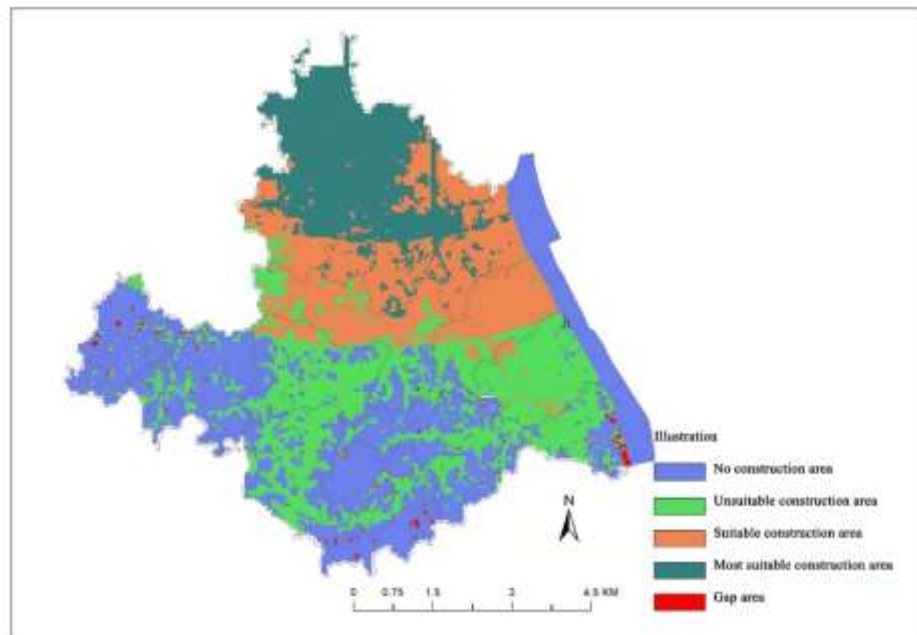 Illustration
No construction area
Unsuitable construction area
Suitable construction area
Most suitable construction area
Gap area
N
0 0.75 1.5 3 4.5 KM